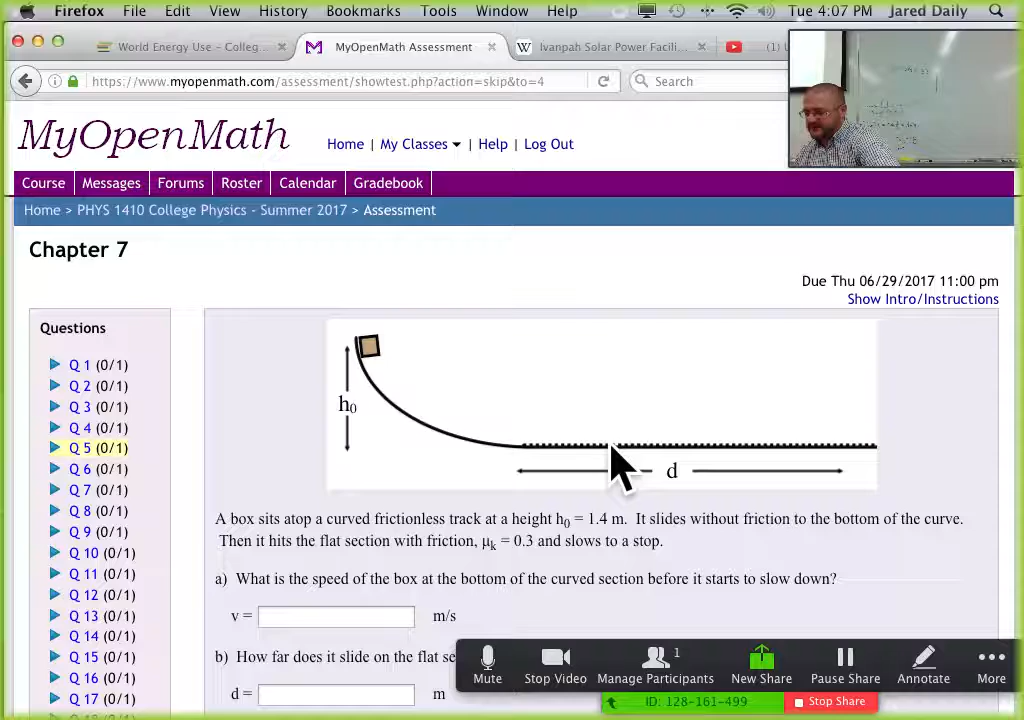 Firefox File Edit View History Bookmarks Tools Window Help Tue 4:07 PM Jared Daily
World Energy Use - Colleg
MyOpenMath Assessment
W Ivanpah Solar Power Facili...
(1)
https://www.myopenmath.com/assessment/showtest.php?action=skip&to=4
Search
MyOpenMath
Home | My Classes | Help | Log Out
Course Messages Forums Roster Calendar Gradebook
Home > PHYS 1410 College Physics - Summer 2017 > Assessment
Chapter 7
Due Thu 06/29/2017 11:00 pm
Show Intro/Instructions
Questions
Q 1 (0/1)
Q 2 (0/1)
Q 3 (0/1)
Q 4 (0/1)
Q 5 (0/1)
Q 6 (0/1)
Q 7 (0/1)
Q 8 (0/1)
Q 9 (0/1)
Q 10 (0/1)
Q 11 (0/1)
Q 12 (0/1)
Q 13 (0/1)
Q 14 (0/1)
Q 15 (0/1)
Q 16 (0/1)
Q 17 (0/1)
h₀
d
A box sits atop a curved frictionless track at a height h₀ = 1.4 m. It slides without friction to the bottom of the curve.
Then it hits the flat section with friction, μₖ = 0.3 and slows to a stop.
a) What is the speed of the box at the bottom of the curved section before it starts to slow down?
v = m/s
b) How far does it slide on the flat se
d = m
Mute Stop Video Manage Participants 1 New Share Pause Share Annotate More
ID: 128-161-499 Stop Share